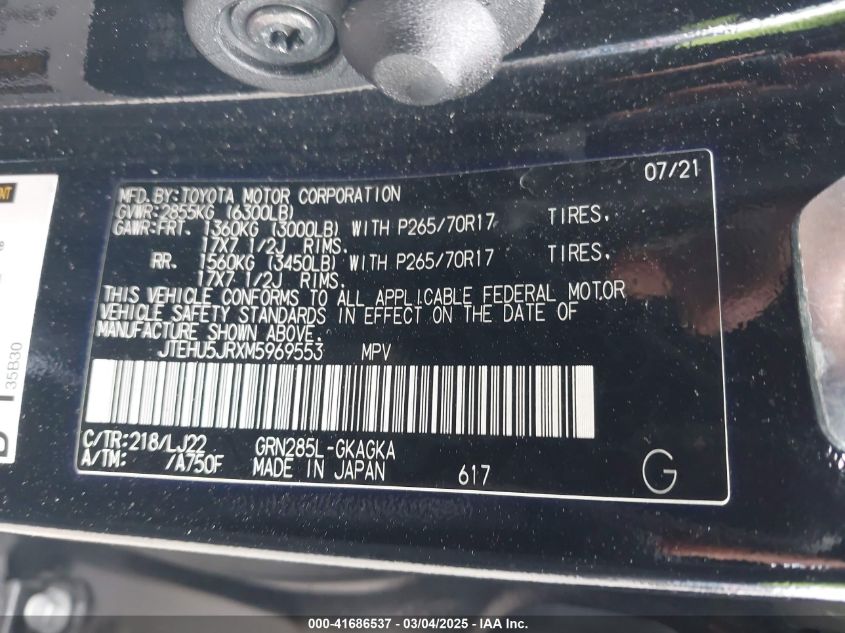 07/21
MFD. BY: TOYOTA MOTOR CORPORATION
GVWR: 2855KG (6300LB)
GAWR: FRT. 1360KG (3000LB) WITH P265/70R17 TIRES.
17X7 1/2J RIMS.
RR. 1560KG (3450LB) WITH P265/70R17 TIRES.
17X7 1/2J RIMS.
THIS VEHICLE CONFORMS TO ALL APPLICABLE FEDERAL MOTOR
VEHICLE SAFETY STANDARDS IN EFFECT ON THE DATE OF
MANUFACTURE SHOWN ABOVE.
JTEHU5JRXM5969553 MPV
C/TR: 218/LJ22 GRN285L-GKAGKA
A/TM: /A750F MADE IN JAPAN 617
G
35B30
000-41686537 - 03/04/2025 - IAA Inc.